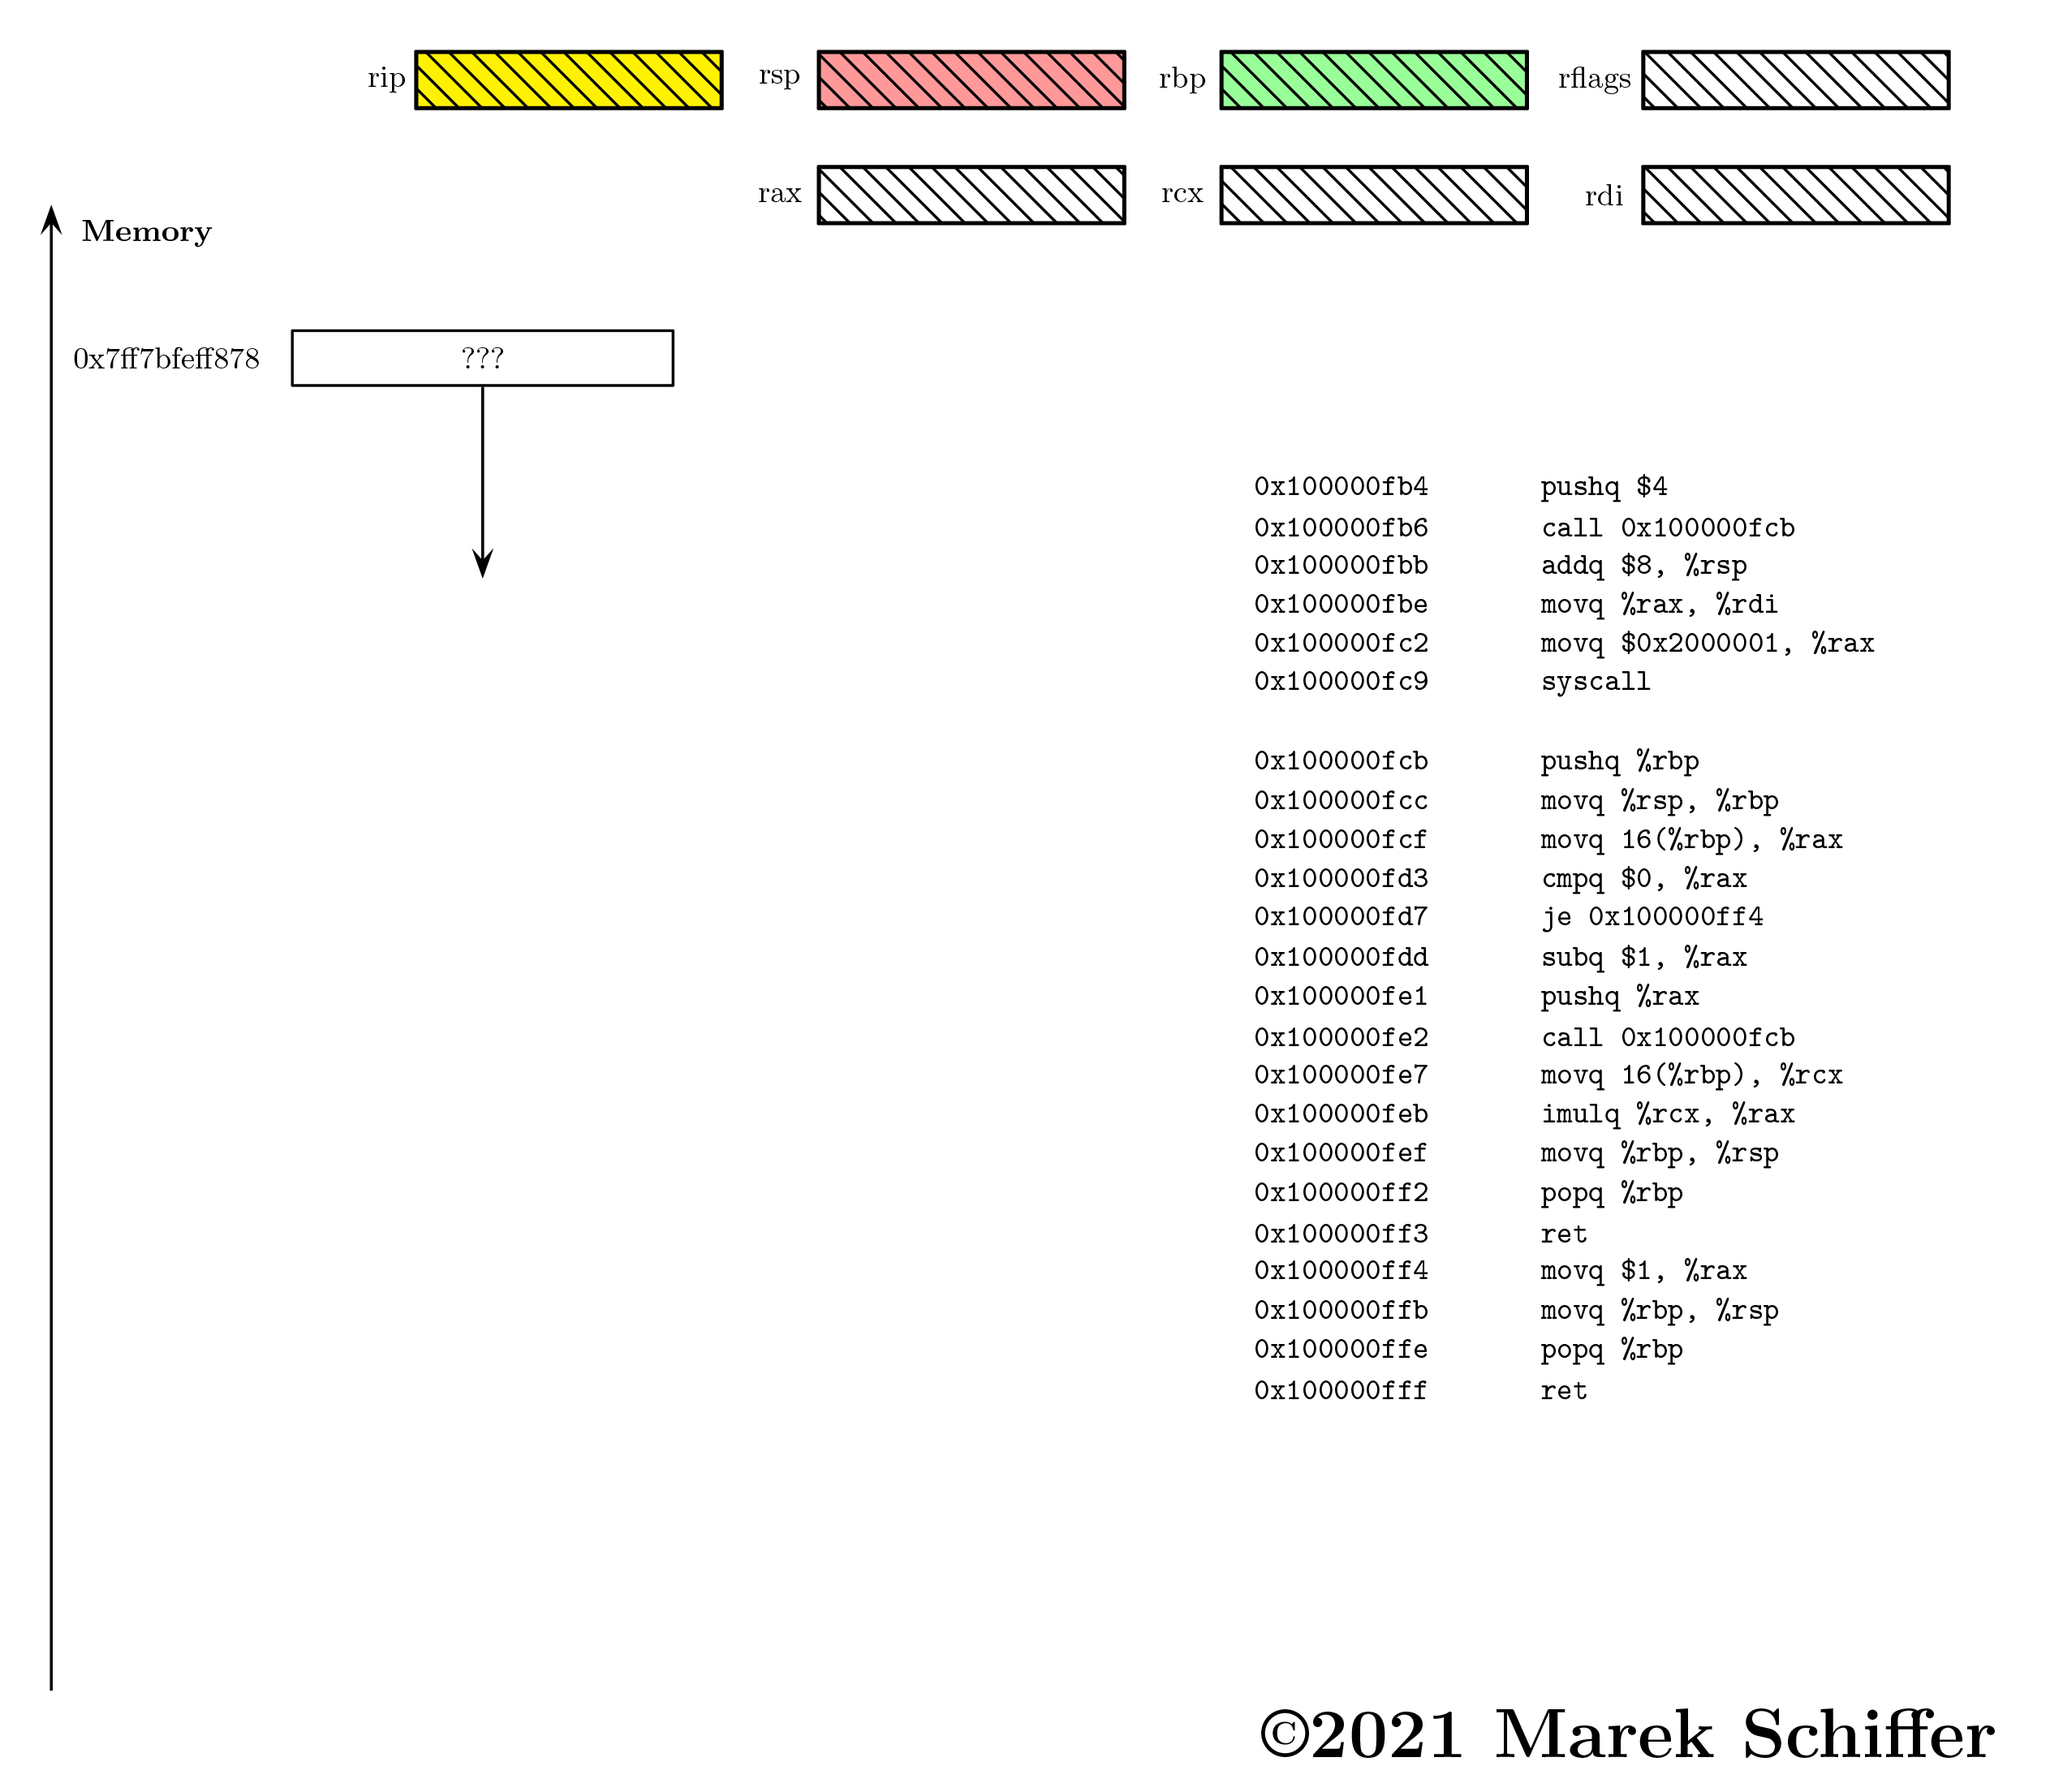 rip rsp rbp rflags
rax rcx rdi
Memory
0x7ff7bfeff878 ???
0x100000fb4 pushq $4
0x100000fb6 call 0x100000fcb
0x100000fbb addq $8, %rsp
0x100000fbe movq %rax, %rdi
0x100000fc2 movq $0x2000001, %rax
0x100000fc9 syscall
0x100000fcb pushq %rbp
0x100000fcc movq %rsp, %rbp
0x100000fcf movq 16(%rbp), %rax
0x100000fd3 cmpq $0, %rax
0x100000fd7 je 0x100000ff4
0x100000fdd subq $1, %rax
0x100000fe1 pushq %rax
0x100000fe2 call 0x100000fcb
0x100000fe7 movq 16(%rbp), %rcx
0x100000feb imulq %rcx, %rax
0x100000fef movq %rbp, %rsp
0x100000ff2 popq %rbp
0x100000ff3 ret
0x100000ff4 movq $1, %rax
0x100000ffb movq %rbp, %rsp
0x100000ffe popq %rbp
0x100000fff ret
©2021 Marek Schiffer